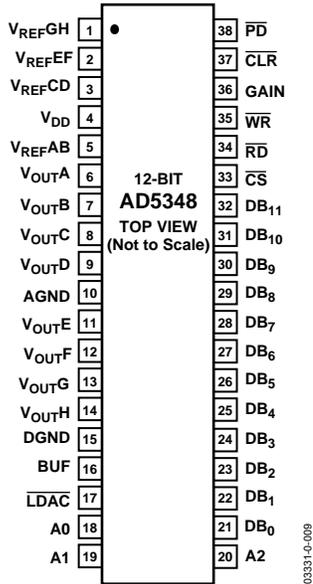 VREFGH 1
VREFEF 2
VREFCD 3
VDD 4
VREFAB 5
VOUTA 6
VOUTB 7
VOUTC 8
VOUTD 9
AGND 10
VOUTE 11
VOUTF 12
VOUTG 13
VOUTH 14
DGND 15
BUF 16
LDAC 17
A0 18
A1 19
12-BIT
AD5348
TOP VIEW
(Not to Scale)
38 PD
37 CLR
36 GAIN
35 WR
34 RD
33 CS
32 DB11
31 DB10
30 DB9
29 DB8
28 DB7
27 DB6
26 DB5
25 DB4
24 DB3
23 DB2
22 DB1
21 DB0
20 A2
03331-0-009